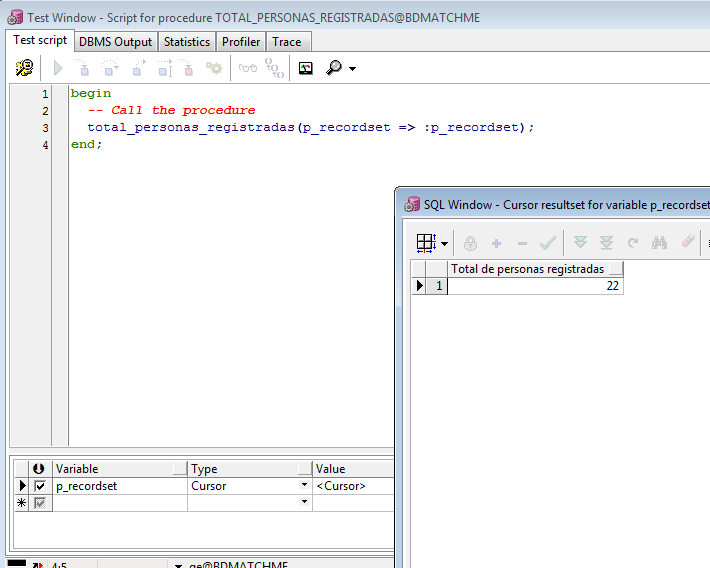 Test Window - Script for procedure TOTAL_PERSONAS_REGISTRADAS@BDMATCHME
Test script DBMS Output Statistics Profiler Trace
1 begin
2 -- Call the procedure
3 total_personas_registradas(p_recordset => :p_recordset);
4 end;
SQL Window - Cursor resultset for variable p_recordset
Total de personas registradas
1 22
Variable Type Value
p_recordset Cursor <Cursor>
4:5 ge@BDMATCHME